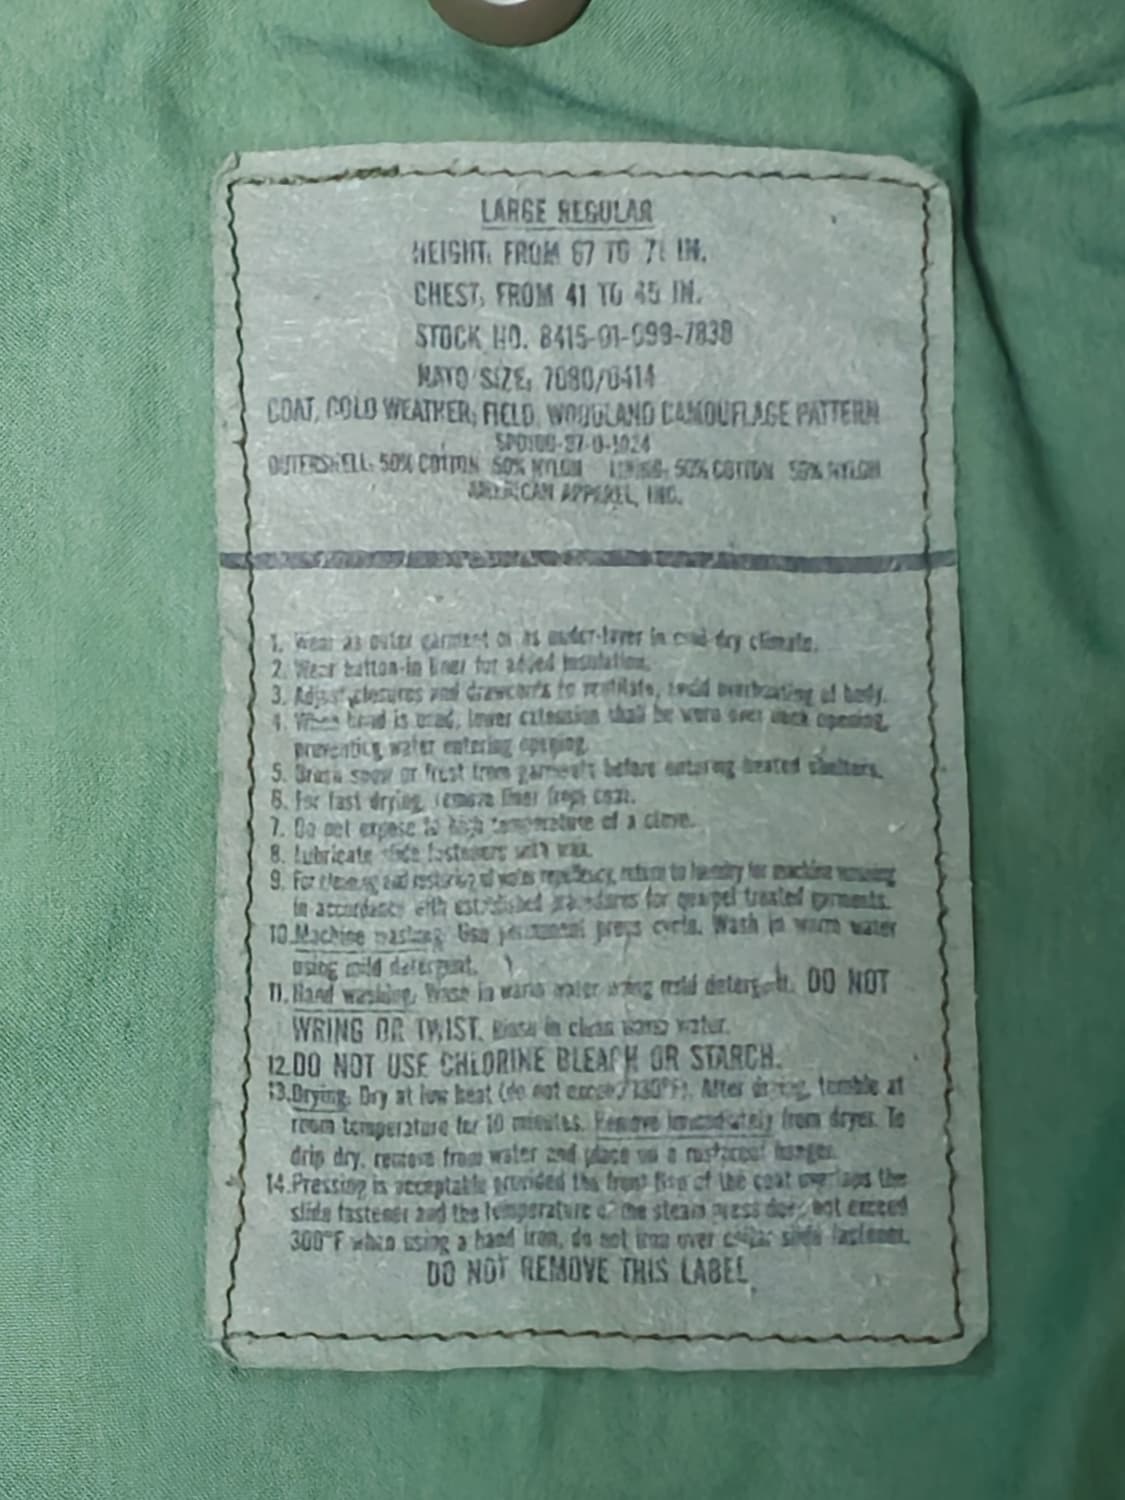 LARGE REGULAR
HEIGHT, FROM 67 TO 71 IN.
CHEST, FROM 41 TO 45 IN.
STOCK NO. 8415-01-099-7838
NATO SIZE, 7080/0414
COAT, COLD WEATHER, FIELD, WOODLAND CAMOUFLAGE PATTERN
OUTERSHELL: 50% COTTON 50% NYLON LINING: 50% COTTON 50% NYLON
AMERICAN APPAREL, INC.
1. Wear as outer garment or as under-layer in cold-dry climate.
2. Wear button-in liner for added insulation.
3. Adjust closures and drawcords to ventilate, avoid overheating of body.
4. When hood is used, lower extension shall be worn over neck opening,
preventing water entering opening.
5. Brush snow or frost from garments before entering heated shelters.
6. For fast drying, remove liner from coat.
7. Do not expose to high temperature of a stove.
8. Lubricate slide fasteners with wax.
9. For cleaning and restoring of water repellency, return to laundry for machine
in accordance with established procedures for quarpel treated garments.
10. Machine washing. Use permanent press cycle. Wash in warm water
using mild detergent.
11. Hand washing. Wash in warm water using mild detergent. DO NOT
WRING OR TWIST. Rinse in clean warm water.
12. DO NOT USE CHLORINE BLEACH OR STARCH.
13. Drying. Dry at low heat (do not exceed 130°F). After drying, tumble at
room temperature for 10 minutes. Remove immediately from dryer. To
drip dry, remove from water and place on a rustproof hanger.
14. Pressing is acceptable provided the front flap of the coat overlaps the
slide fastener and the temperature of the steam press does not exceed
300°F when using a hand iron, do not iron over collar slide fastener.
DO NOT REMOVE THIS LABEL